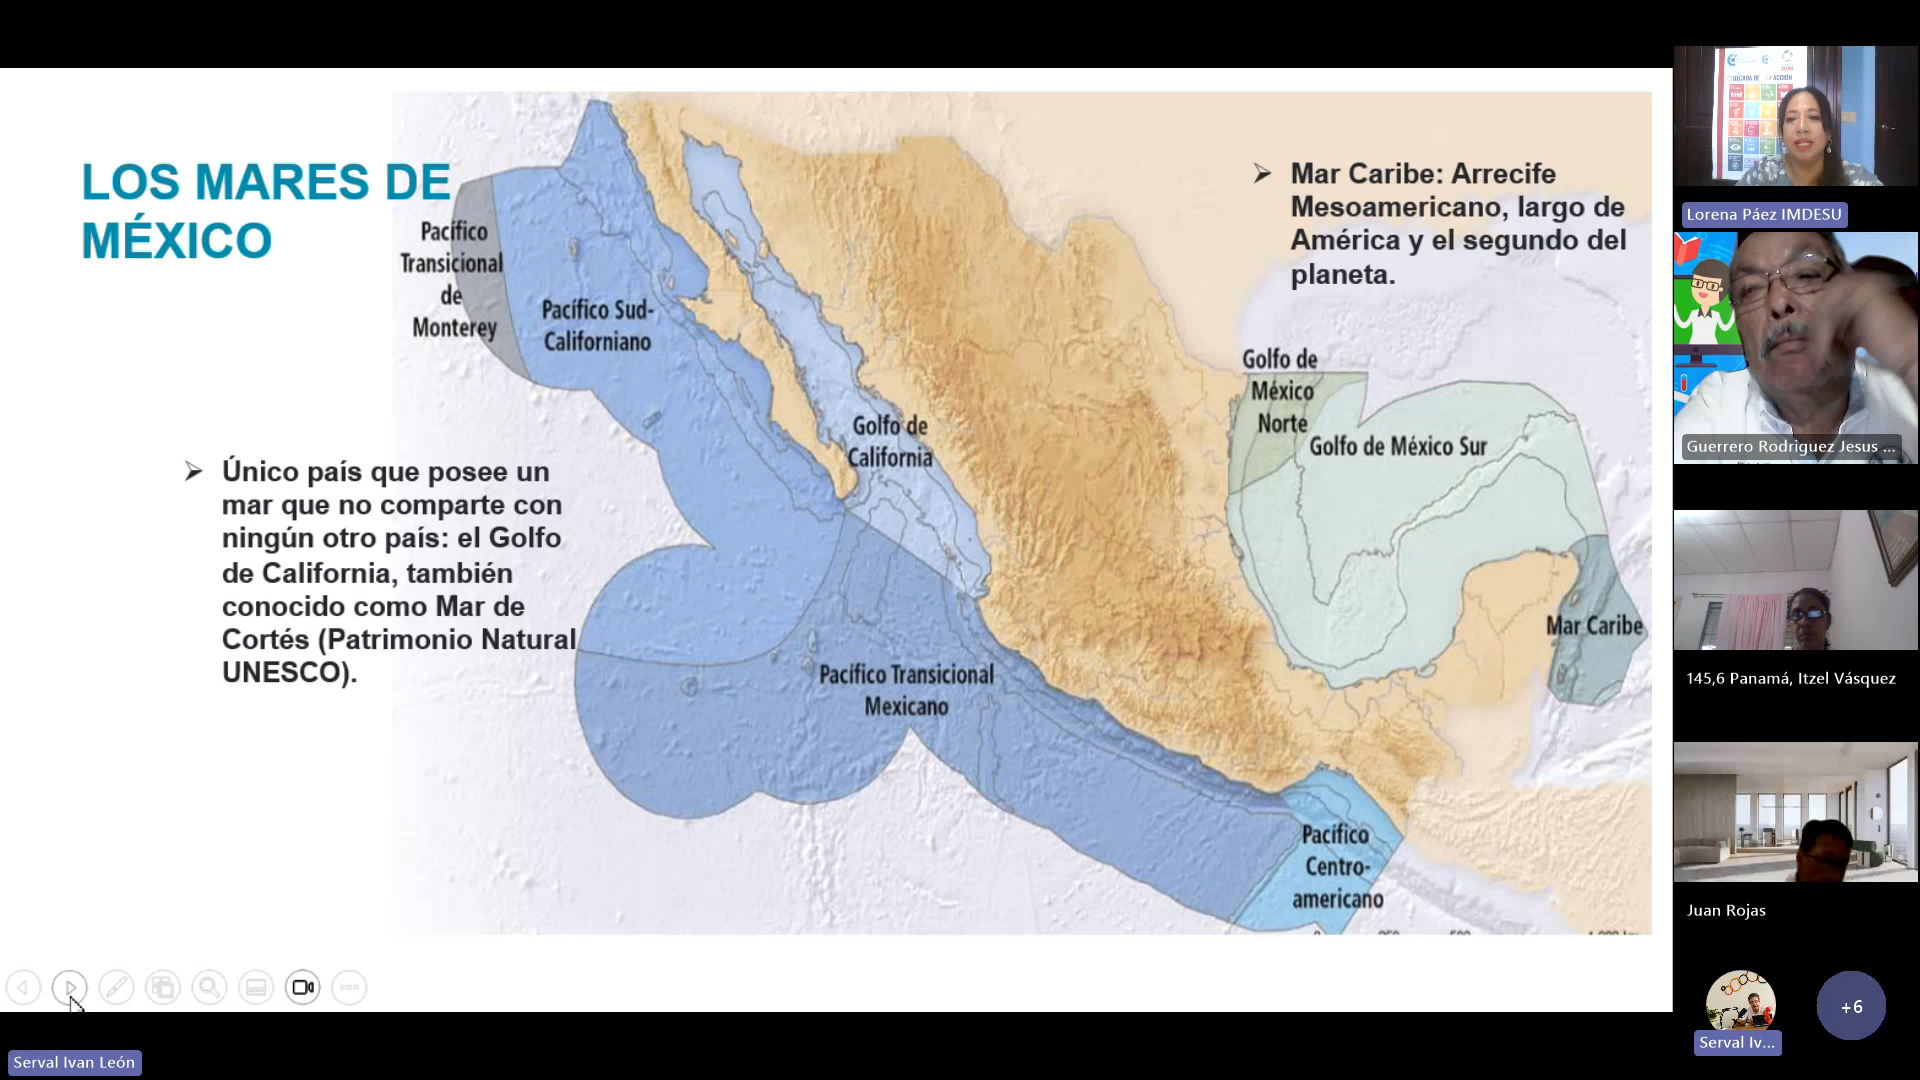 LOS MARES DE
MÉXICO
Único país que posee un
mar que no comparte con
ningún otro país: el Golfo
de California, también
conocido como Mar de
Cortés (Patrimonio Natural
UNESCO).
Mar Caribe: Arrecife
Mesoamericano, largo de
América y el segundo del
planeta.
Pacífico
Transicional
de
Monterey
Pacífico Sud-
Californiano
Golfo de
California
Golfo de
México
Norte
Golfo de México Sur
Mar Caribe
Pacífico Transicional
Mexicano
Pacífico
Centro-
americano
DÉCADA DE ACCIÓN
Lorena Páez IMDESU
Guerrero Rodriguez Jesus ...
145,6 Panamá, Itzel Vásquez
Juan Rojas
Serval Iv...
+6
Serval Ivan León